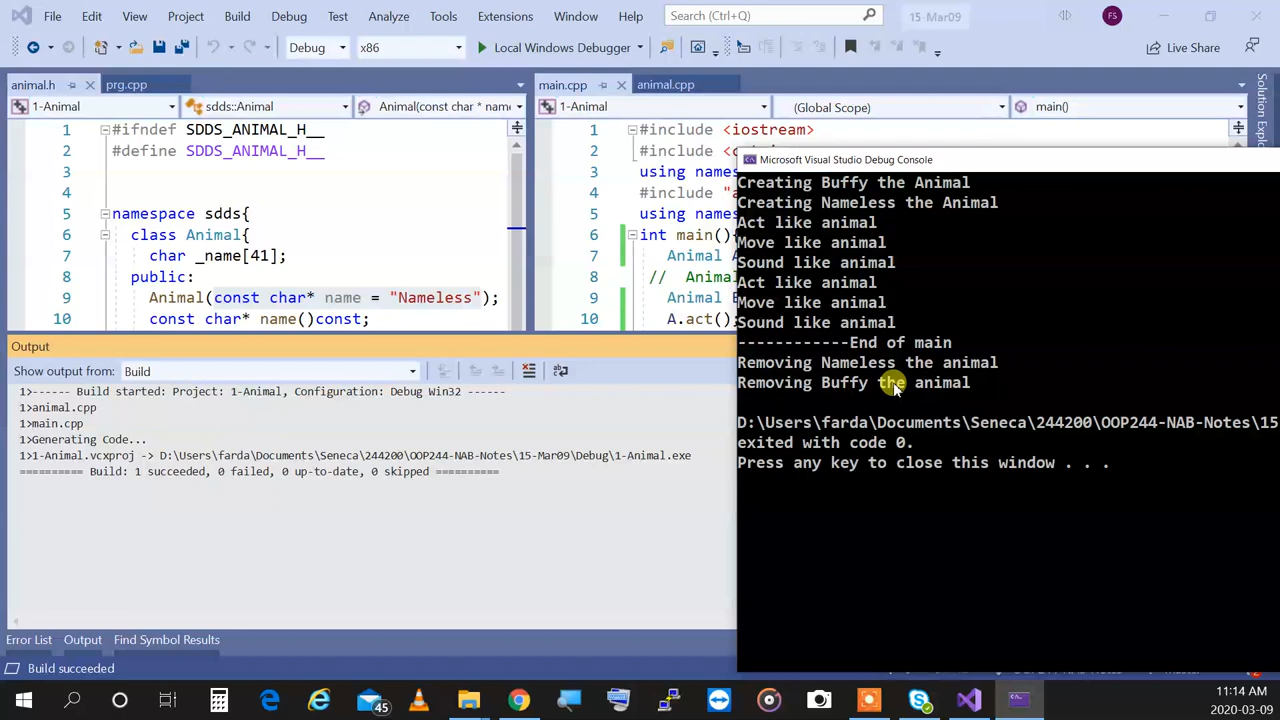 File Edit View Project Build Debug Test Analyze Tools Extensions Window Help Search (Ctrl+Q) 15-Mar09 FS
Debug x86 Local Windows Debugger Live Share
animal.h prg.cpp
1-Animal sdds::Animal Animal(const char * name
1 #ifndef SDDS_ANIMAL_H__
2 #define SDDS_ANIMAL_H__
3
4
5 namespace sdds{
6 class Animal{
7 char _name[41];
8 public:
9 Animal(const char* name = "Nameless");
10 const char* name()const;
main.cpp animal.cpp
1-Animal (Global Scope) main()
1 #include <iostream>
2 #include <c
3 using names
4 #include "a
5 using names
6 int main()
7 Animal A
8 // Anima
9 Animal B
10 A.act();
Solution Explo
Output
Show output from: Build
1>------ Build started: Project: 1-Animal, Configuration: Debug Win32 ------
1>animal.cpp
1>main.cpp
1>Generating Code...
1>1-Animal.vcxproj -> D:\Users\farda\Documents\Seneca\244200\OOP244-NAB-Notes\15-Mar09\Debug\1-Animal.exe
========== Build: 1 succeeded, 0 failed, 0 up-to-date, 0 skipped ==========
Microsoft Visual Studio Debug Console
Creating Buffy the Animal
Creating Nameless the Animal
Act like animal
Move like animal
Sound like animal
Act like animal
Move like animal
Sound like animal
------------End of main
Removing Nameless the animal
Removing Buffy the animal
D:\Users\farda\Documents\Seneca\244200\OOP244-NAB-Notes\15
exited with code 0.
Press any key to close this window . . .
Error List Output Find Symbol Results
Build succeeded
45
11:14 AM
2020-03-09